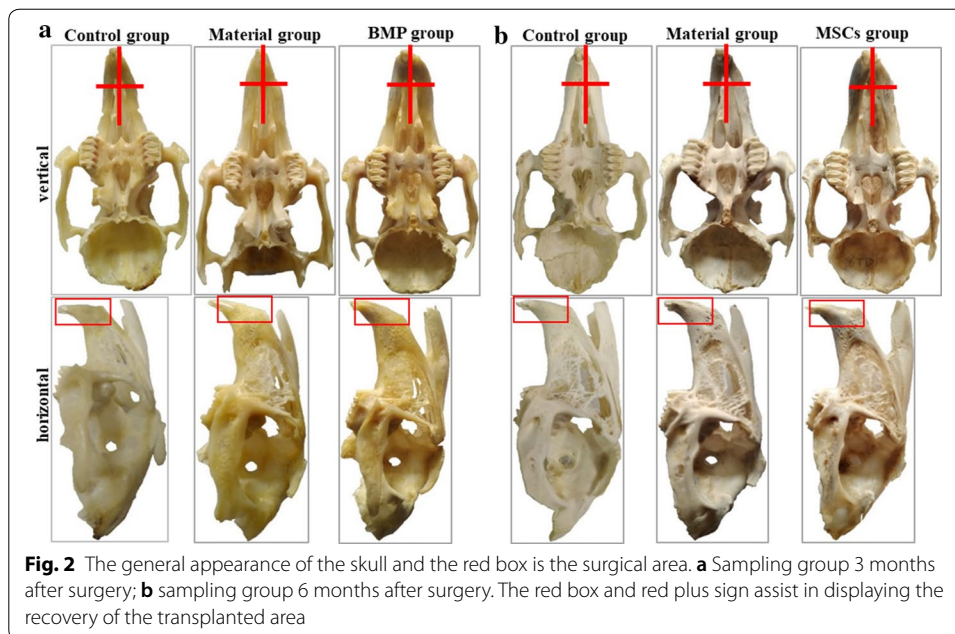 a Control group Material group BMP group b Control group Material group MSCs group
vertical
horizontal
Fig. 2 The general appearance of the skull and the red box is the surgical area. a Sampling group 3 months
after surgery; b sampling group 6 months after surgery. The red box and red plus sign assist in displaying the
recovery of the transplanted area